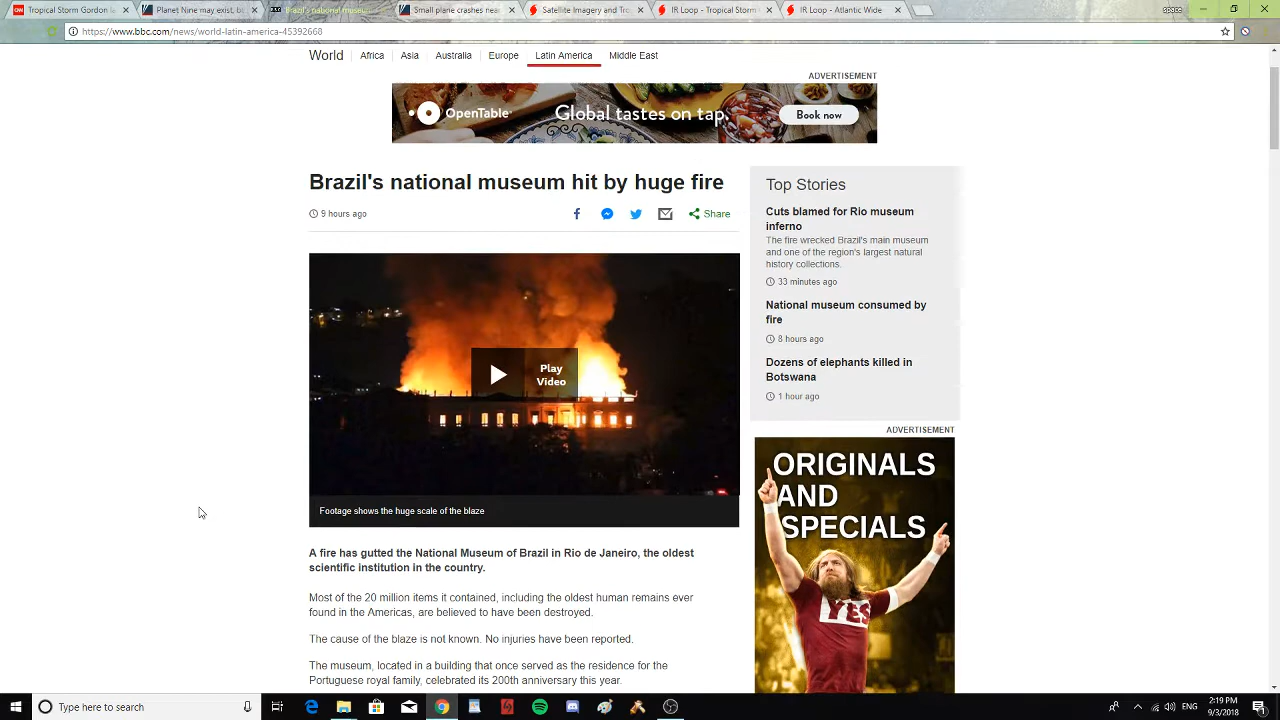 Tropical Storm Gordon
Planet Nine may exist, b
Brazil's national museum
Small plane crashes nea
Satellite Imagery and Tro
IR Loop - Tropical Storm
IR Loop - Atlantic Wide
https://www.bbc.com/news/world-latin-america-45392668
World Africa Asia Australia Europe Latin America Middle East
ADVERTISEMENT
OpenTable Global tastes on tap. Book now
Brazil's national museum hit by huge fire
9 hours ago
Share
Play
Video
Footage shows the huge scale of the blaze
A fire has gutted the National Museum of Brazil in Rio de Janeiro, the oldest
scientific institution in the country.
Most of the 20 million items it contained, including the oldest human remains ever
found in the Americas, are believed to have been destroyed.
The cause of the blaze is not known. No injuries have been reported.
The museum, located in a building that once served as the residence for the
Portuguese royal family, celebrated its 200th anniversary this year.
Top Stories
Cuts blamed for Rio museum
inferno
The fire wrecked Brazil's main museum
and one of the region's largest natural
history collections.
33 minutes ago
National museum consumed by
fire
8 hours ago
Dozens of elephants killed in
Botswana
1 hour ago
ADVERTISEMENT
ORIGINALS
AND
SPECIALS
YES
Type here to search
ENG
2:19 PM
9/3/2018